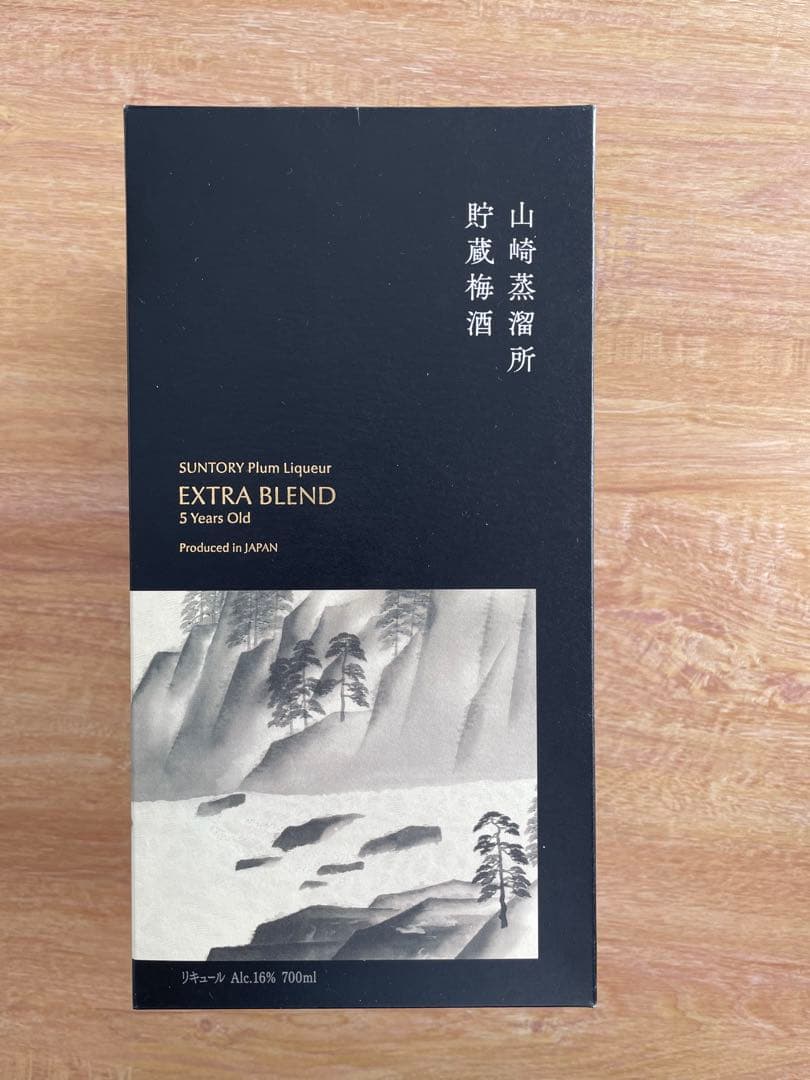 山崎蒸溜所
貯蔵梅酒
SUNTORY Plum Liqueur
EXTRA BLEND
5 Years Old
Produced in JAPAN
リキュール Alc.16% 700ml